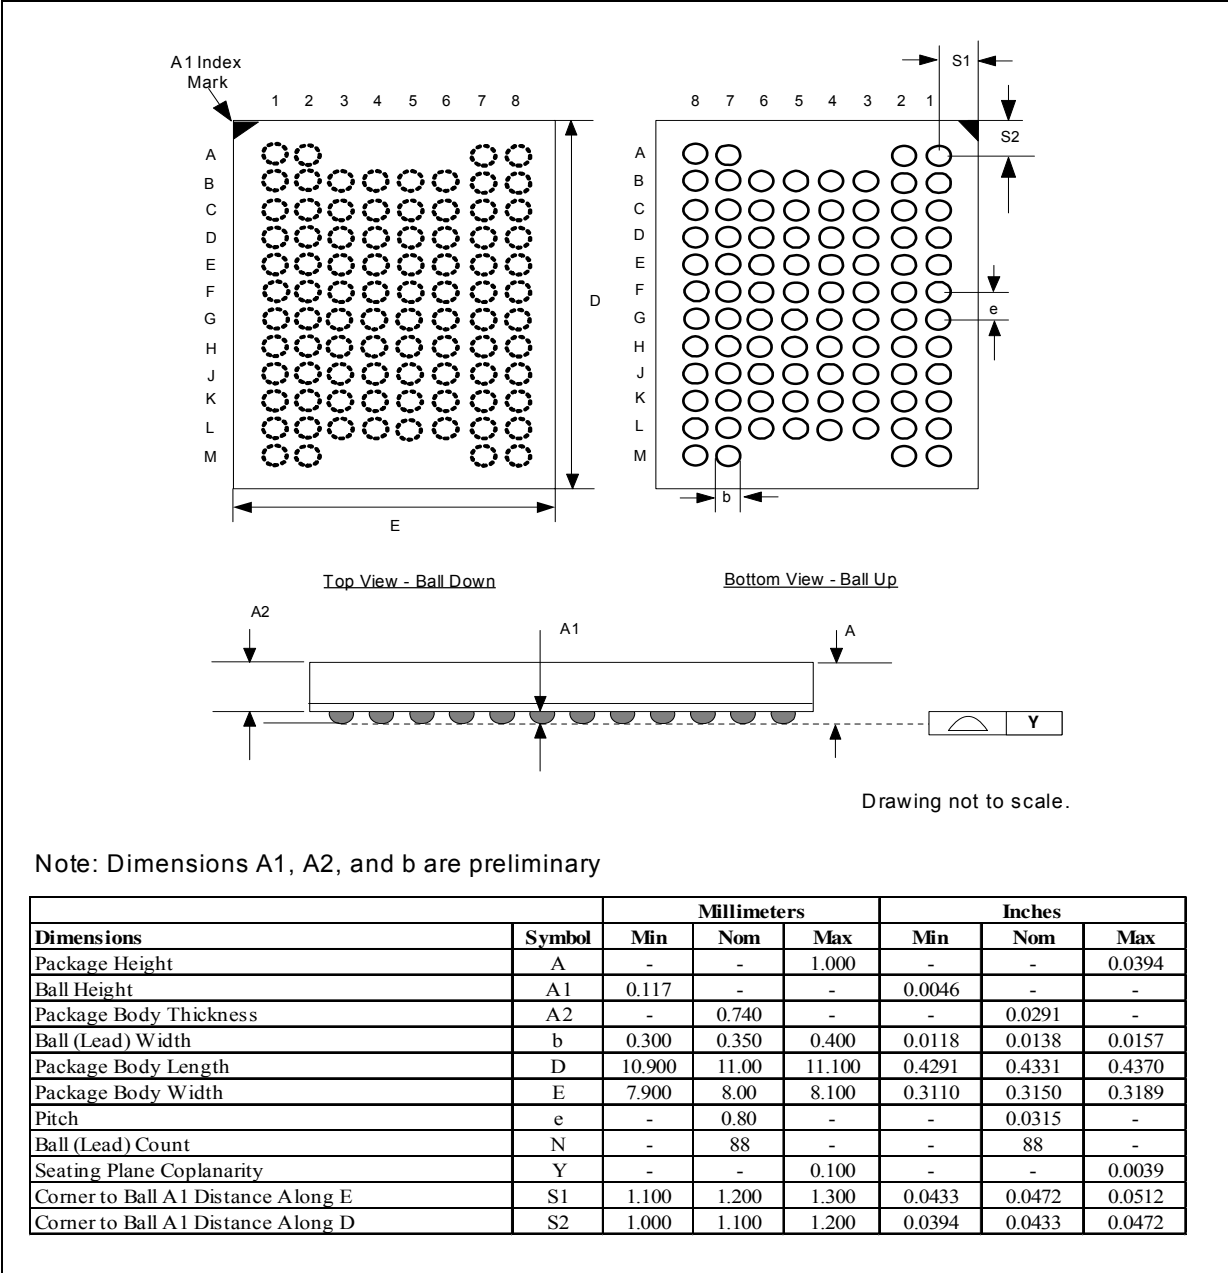 A1 Index
Mark
1 2 3 4 5 6 7 8
8 7 6 5 4 3 2 1
S1
S2
A
B
C
D
E
F
G
H
J
K
L
M
D
E
A
B
C
D
E
F
G
H
J
K
L
M
e
b
Top View - Ball Down
Bottom View - Ball Up
A2
A1
A
Y
Drawing not to scale.
Note: Dimensions A1, A2, and b are preliminary
Millimeters Inches
Dimensions Symbol Min Nom Max Min Nom Max
Package Height A - - 1.000 - - 0.0394
Ball Height A1 0.117 - - 0.0046 - -
Package Body Thickness A2 - 0.740 - - 0.0291 -
Ball (Lead) Width b 0.300 0.350 0.400 0.0118 0.0138 0.0157
Package Body Length D 10.900 11.00 11.100 0.4291 0.4331 0.4370
Package Body Width E 7.900 8.00 8.100 0.3110 0.3150 0.3189
Pitch e - 0.80 - - 0.0315 -
Ball (Lead) Count N - 88 - - 88 -
Seating Plane Coplanarity Y - - 0.100 - - 0.0039
Corner to Ball A1 Distance Along E S1 1.100 1.200 1.300 0.0433 0.0472 0.0512
Corner to Ball A1 Distance Along D S2 1.000 1.100 1.200 0.0394 0.0433 0.0472